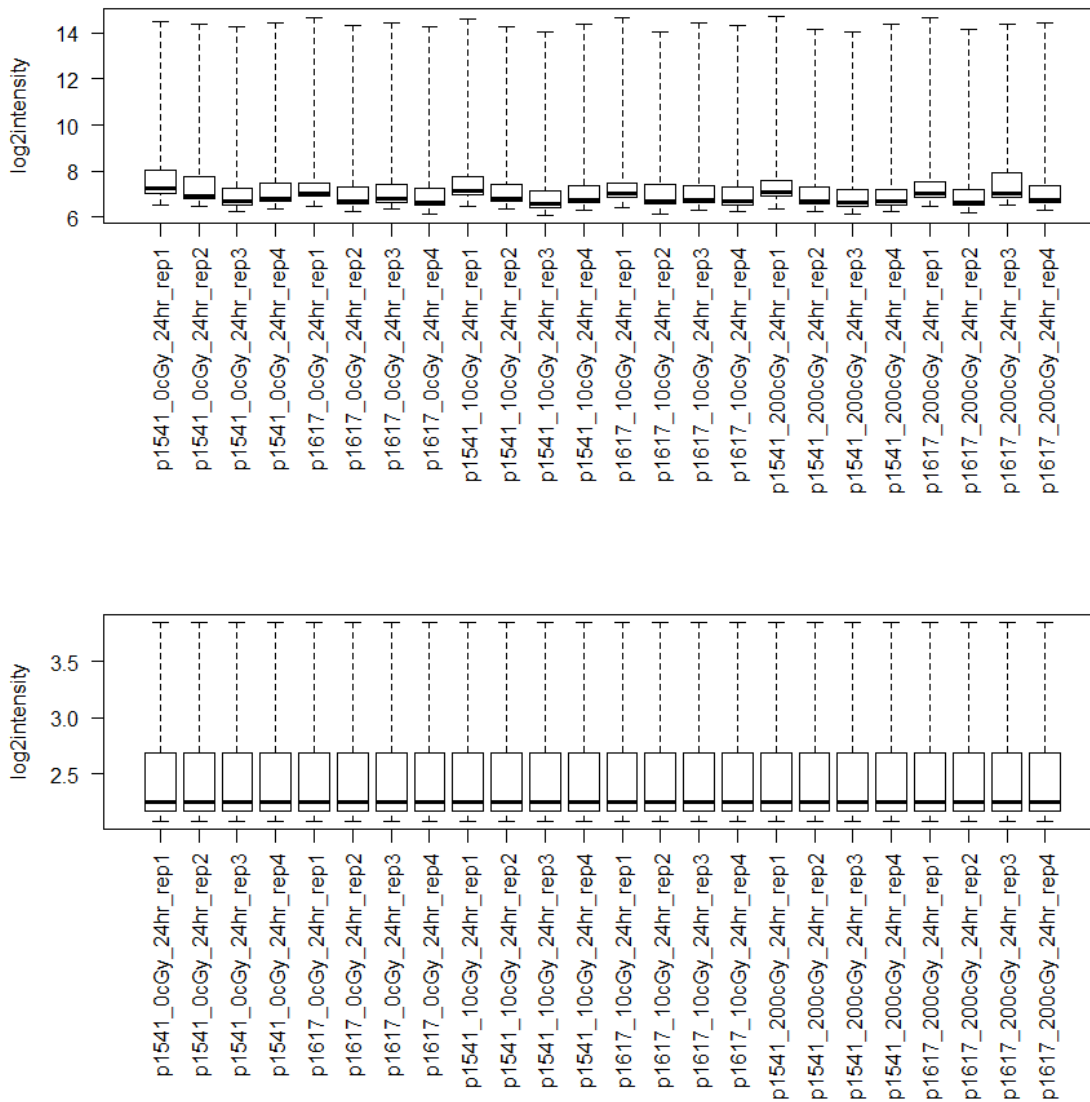 log2intensity
14
12
10
8
6
p1541_0cGy_24hr_rep1
p1541_0cGy_24hr_rep2
p1541_0cGy_24hr_rep3
p1541_0cGy_24hr_rep4
p1617_0cGy_24hr_rep1
p1617_0cGy_24hr_rep2
p1617_0cGy_24hr_rep3
p1617_0cGy_24hr_rep4
p1541_10cGy_24hr_rep1
p1541_10cGy_24hr_rep2
p1541_10cGy_24hr_rep3
p1541_10cGy_24hr_rep4
p1617_10cGy_24hr_rep1
p1617_10cGy_24hr_rep2
p1617_10cGy_24hr_rep3
p1617_10cGy_24hr_rep4
p1541_200cGy_24hr_rep1
p1541_200cGy_24hr_rep2
p1541_200cGy_24hr_rep3
p1541_200cGy_24hr_rep4
p1617_200cGy_24hr_rep1
p1617_200cGy_24hr_rep2
p1617_200cGy_24hr_rep3
p1617_200cGy_24hr_rep4
log2intensity
3.5
3.0
2.5
p1541_0cGy_24hr_rep1
p1541_0cGy_24hr_rep2
p1541_0cGy_24hr_rep3
p1541_0cGy_24hr_rep4
p1617_0cGy_24hr_rep1
p1617_0cGy_24hr_rep2
p1617_0cGy_24hr_rep3
p1617_0cGy_24hr_rep4
p1541_10cGy_24hr_rep1
p1541_10cGy_24hr_rep2
p1541_10cGy_24hr_rep3
p1541_10cGy_24hr_rep4
p1617_10cGy_24hr_rep1
p1617_10cGy_24hr_rep2
p1617_10cGy_24hr_rep3
p1617_10cGy_24hr_rep4
p1541_200cGy_24hr_rep1
p1541_200cGy_24hr_rep2
p1541_200cGy_24hr_rep3
p1541_200cGy_24hr_rep4
p1617_200cGy_24hr_rep1
p1617_200cGy_24hr_rep2
p1617_200cGy_24hr_rep3
p1617_200cGy_24hr_rep4